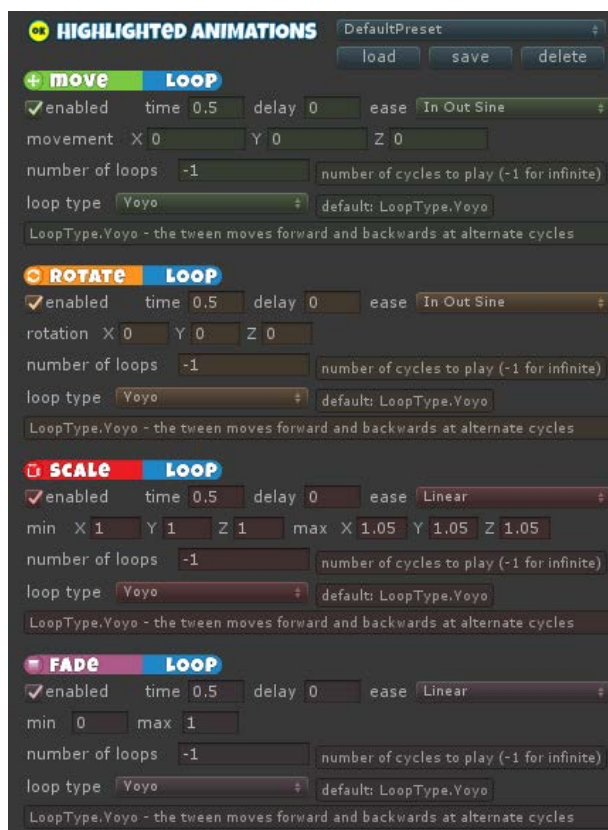 OK HIGHLIGHTED ANIMATIONS DefaultPreset
load save delete
MOVE LOOP
enabled time 0.5 delay 0 ease In Out Sine
movement X 0 Y 0 Z 0
number of loops -1 number of cycles to play (-1 for infinite)
loop type Yoyo default: LoopType.Yoyo
LoopType.Yoyo - the tween moves forward and backwards at alternate cycles
ROTATE LOOP
enabled time 0.5 delay 0 ease In Out Sine
rotation X 0 Y 0 Z 0
number of loops -1 number of cycles to play (-1 for infinite)
loop type Yoyo default: LoopType.Yoyo
LoopType.Yoyo - the tween moves forward and backwards at alternate cycles
SCALE LOOP
enabled time 0.5 delay 0 ease Linear
min X 1 Y 1 Z 1 max X 1.05 Y 1.05 Z 1.05
number of loops -1 number of cycles to play (-1 for infinite)
loop type Yoyo default: LoopType.Yoyo
LoopType.Yoyo - the tween moves forward and backwards at alternate cycles
FADE LOOP
enabled time 0.5 delay 0 ease Linear
min 0 max 1
number of loops -1 number of cycles to play (-1 for infinite)
loop type Yoyo default: LoopType.Yoyo
LoopType.Yoyo - the tween moves forward and backwards at alternate cycles